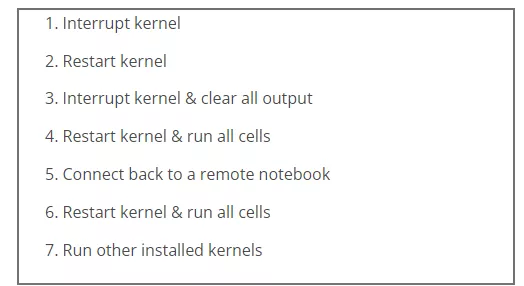 1. Interrupt kernel
2. Restart kernel
3. Interrupt kernel & clear all output
4. Restart kernel & run all cells
5. Connect back to a remote notebook
6. Restart kernel & run all cells
7. Run other installed kernels